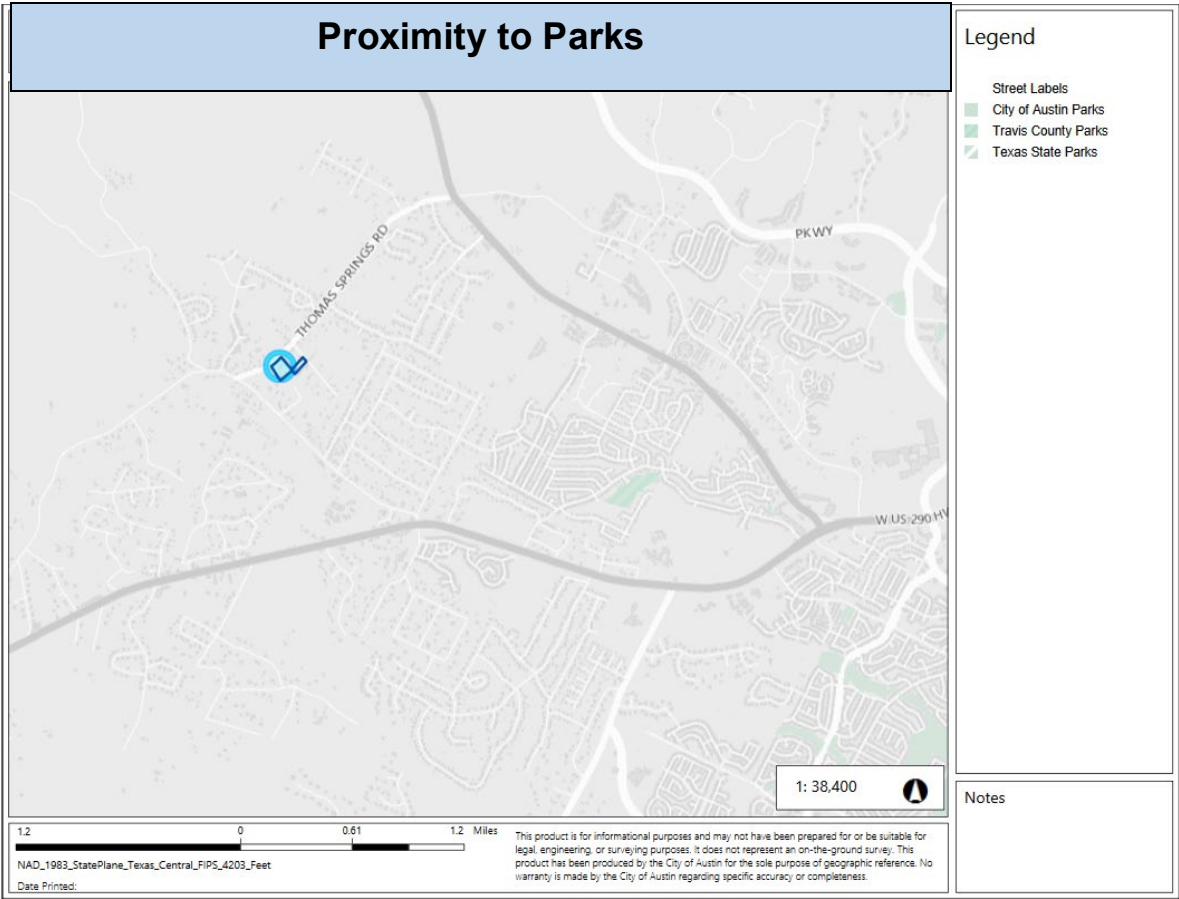 Proximity to Parks
Legend
Street Labels
City of Austin Parks
Travis County Parks
Texas State Parks
PKWY
THOMAS SPRINGS RD
W US 290 HW
1: 38,400
Notes
1.2 0 0.61 1.2 Miles
NAD_1983_StatePlane_Texas_Central_FIPS_4203_Feet
Date Printed:
This product is for informational purposes and may not have been prepared for or be suitable for
legal, engineering, or surveying purposes. It does not represent an on-the-ground survey. This
product has been produced by the City of Austin for the sole purpose of geographic reference. No
warranty is made by the City of Austin regarding specific accuracy or completeness.